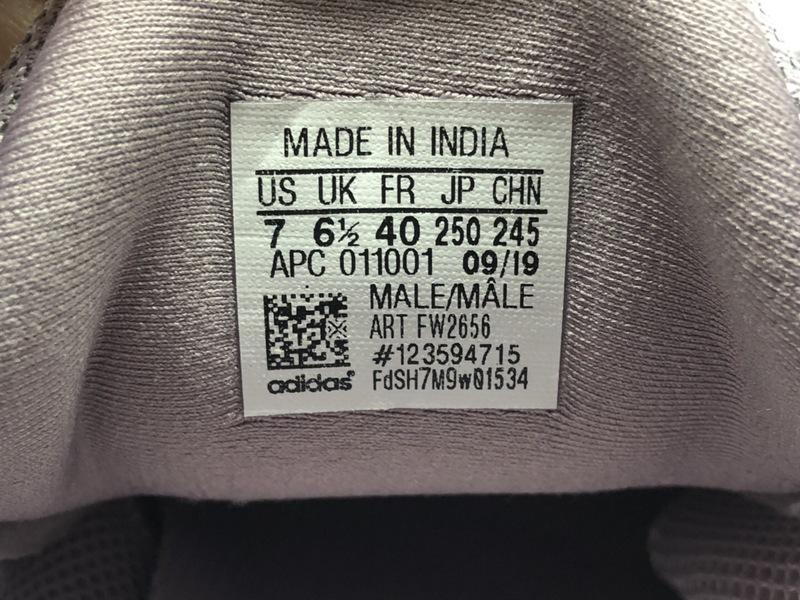 MADE IN INDIA
US UK FR JP CHN
7 6½ 40 250 245
APC 011001 09/19
MALE/MÂLE
ART FW2656
#123594715
adidas FdSH7M9w01534